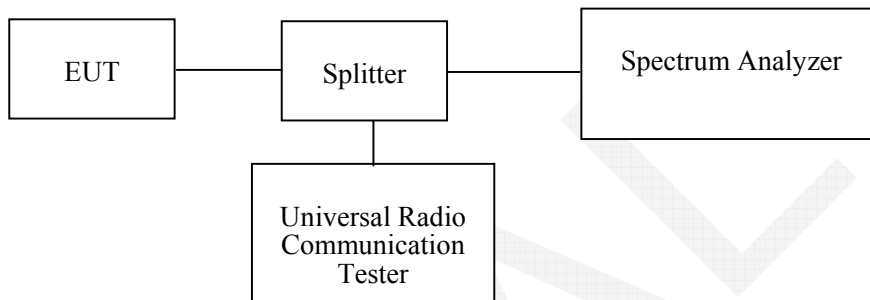 EUT
Splitter
Spectrum Analyzer
Universal Radio
Communication
Tester